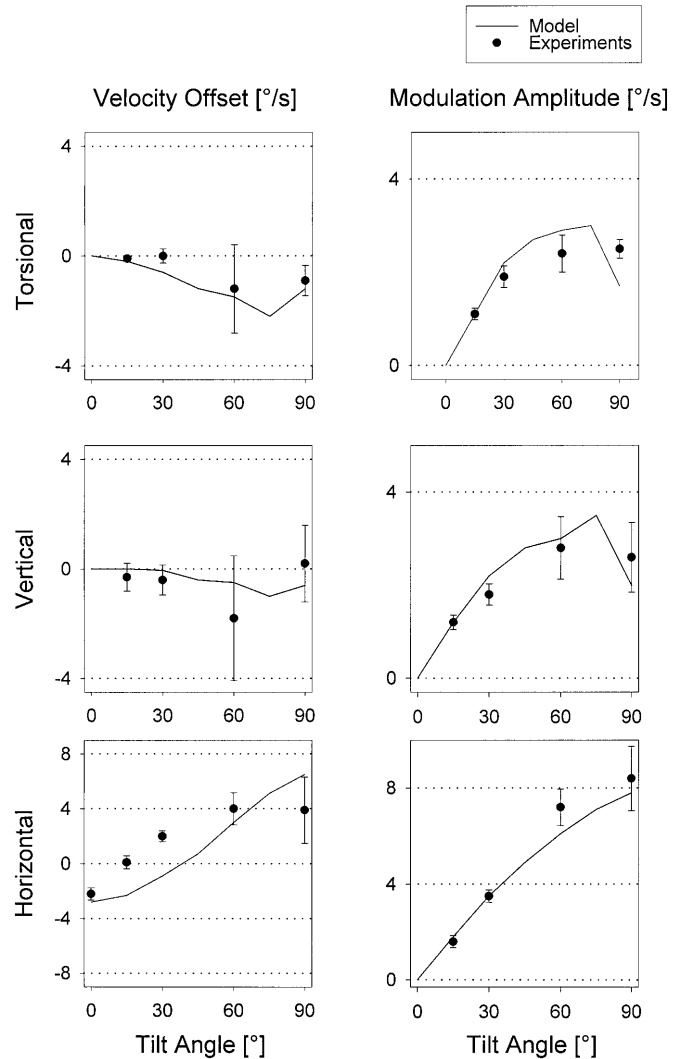 Model
Experiments
Velocity Offset [°/s]
Modulation Amplitude [°/s]
Torsional
4
0
-4
0 30 60 90
4
0
0 30 60 90
Vertical
4
0
-4
0 30 60 90
4
0
0 30 60 90
Horizontal
8
4
0
-4
-8
0 30 60 90
8
4
0
0 30 60 90
Tilt Angle [°]
Tilt Angle [°]